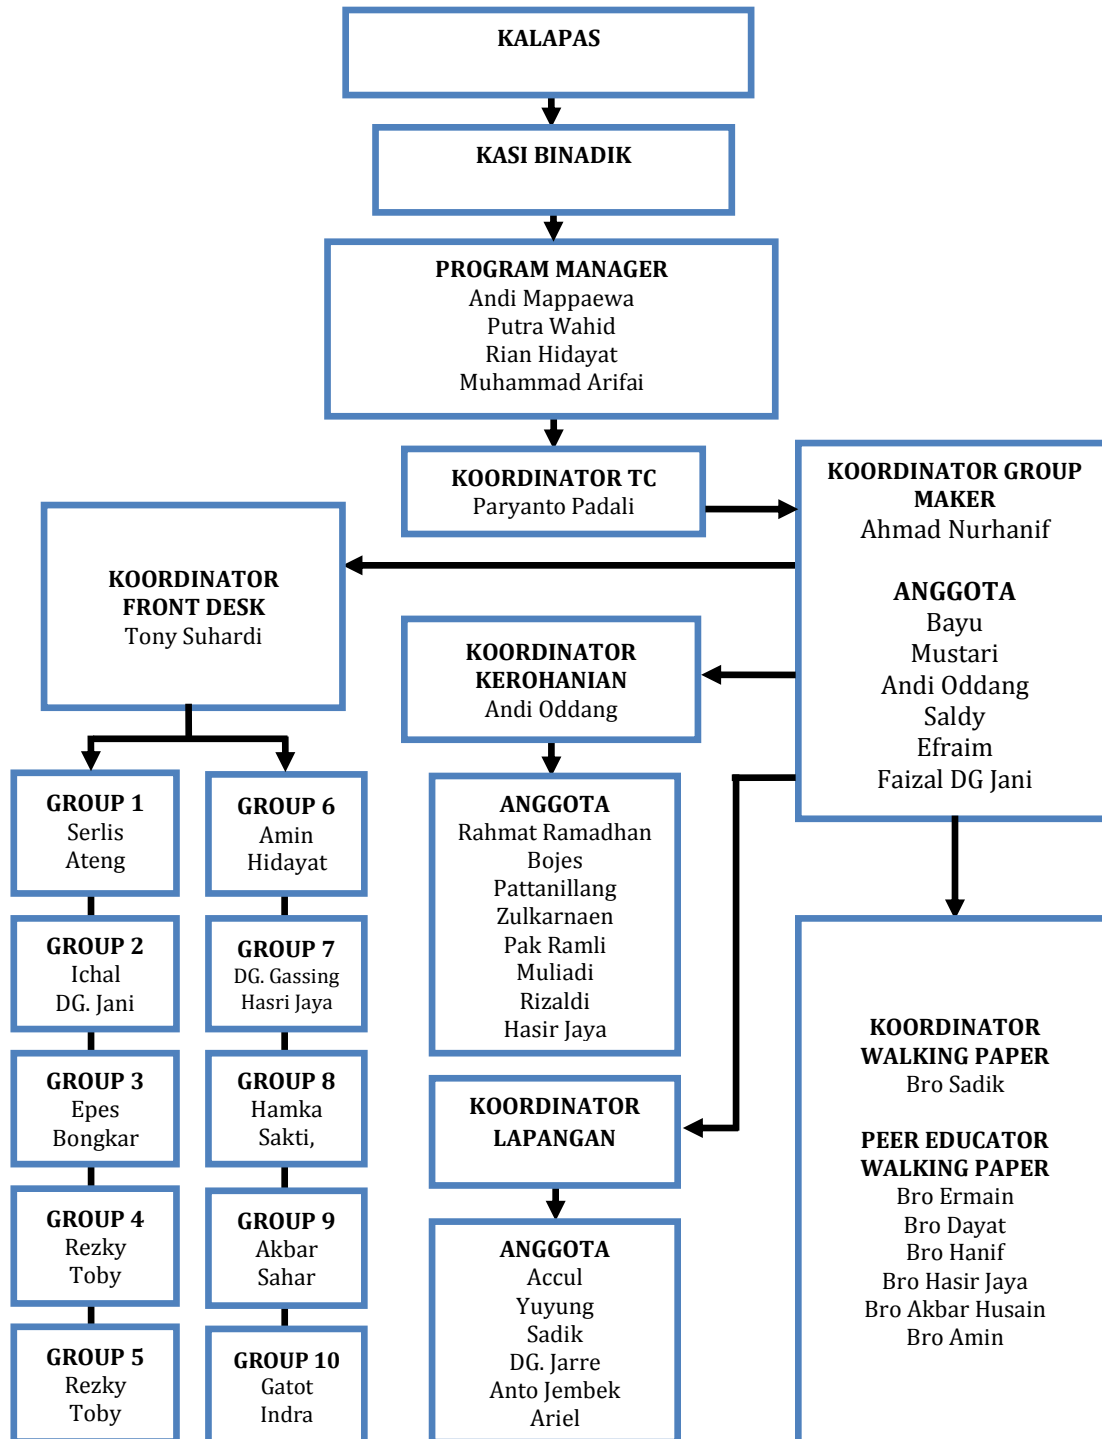 KALAPAS
KASI BINADIK
PROGRAM MANAGER
Andi Mappaewa
Putra Wahid
Rian Hidayat
Muhammad Arifai
KOORDINATOR TC
Paryanto Padali
KOORDINATOR GROUP
MAKER
Ahmad Nurhanif
ANGGOTA
Bayu
Mustari
Andi Oddang
Saldy
Efraim
Faizal DG Jani
KOORDINATOR
FRONT DESK
Tony Suhardi
KOORDINATOR
KEROHANIAN
Andi Oddang
GROUP 1
Serlis
Ateng
GROUP 2
Ichal
DG. Jani
GROUP 3
Epes
Bongkar
GROUP 4
Rezky
Toby
GROUP 5
Rezky
Toby
GROUP 6
Amin
Hidayat
GROUP 7
DG. Gassing
Hasri Jaya
GROUP 8
Hamka
Sakti,
GROUP 9
Akbar
Sahar
GROUP 10
Gatot
Indra
ANGGOTA
Rahmat Ramadhan
Bojes
Pattanillang
Zulkarnaen
Pak Ramli
Muliadi
Rizaldi
Hasir Jaya
KOORDINATOR
LAPANGAN
ANGGOTA
Accul
Yuyung
Sadik
DG. Jarre
Anto Jembek
Ariel
KOORDINATOR
WALKING PAPER
Bro Sadik
PEER EDUCATOR
WALKING PAPER
Bro Ermain
Bro Dayat
Bro Hanif
Bro Hasir Jaya
Bro Akbar Husain
Bro Amin